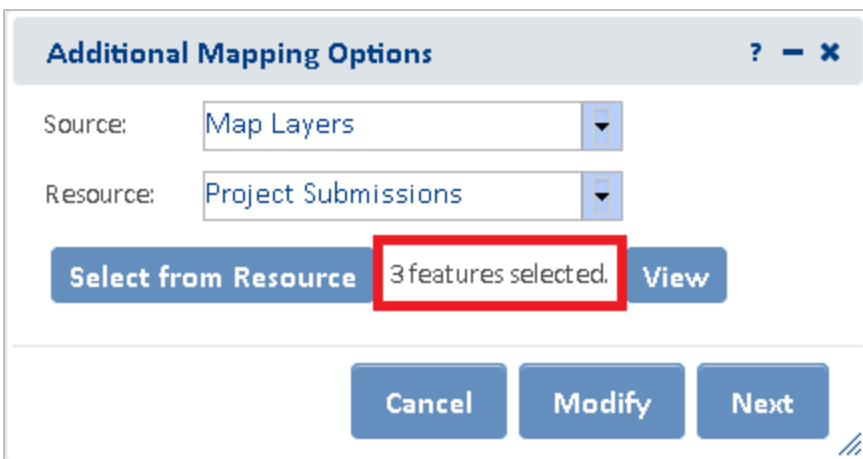 Additional Mapping Options ? – ×
Source: Map Layers
Resource: Project Submissions
Select from Resource 3 features selected. View
Cancel Modify Next